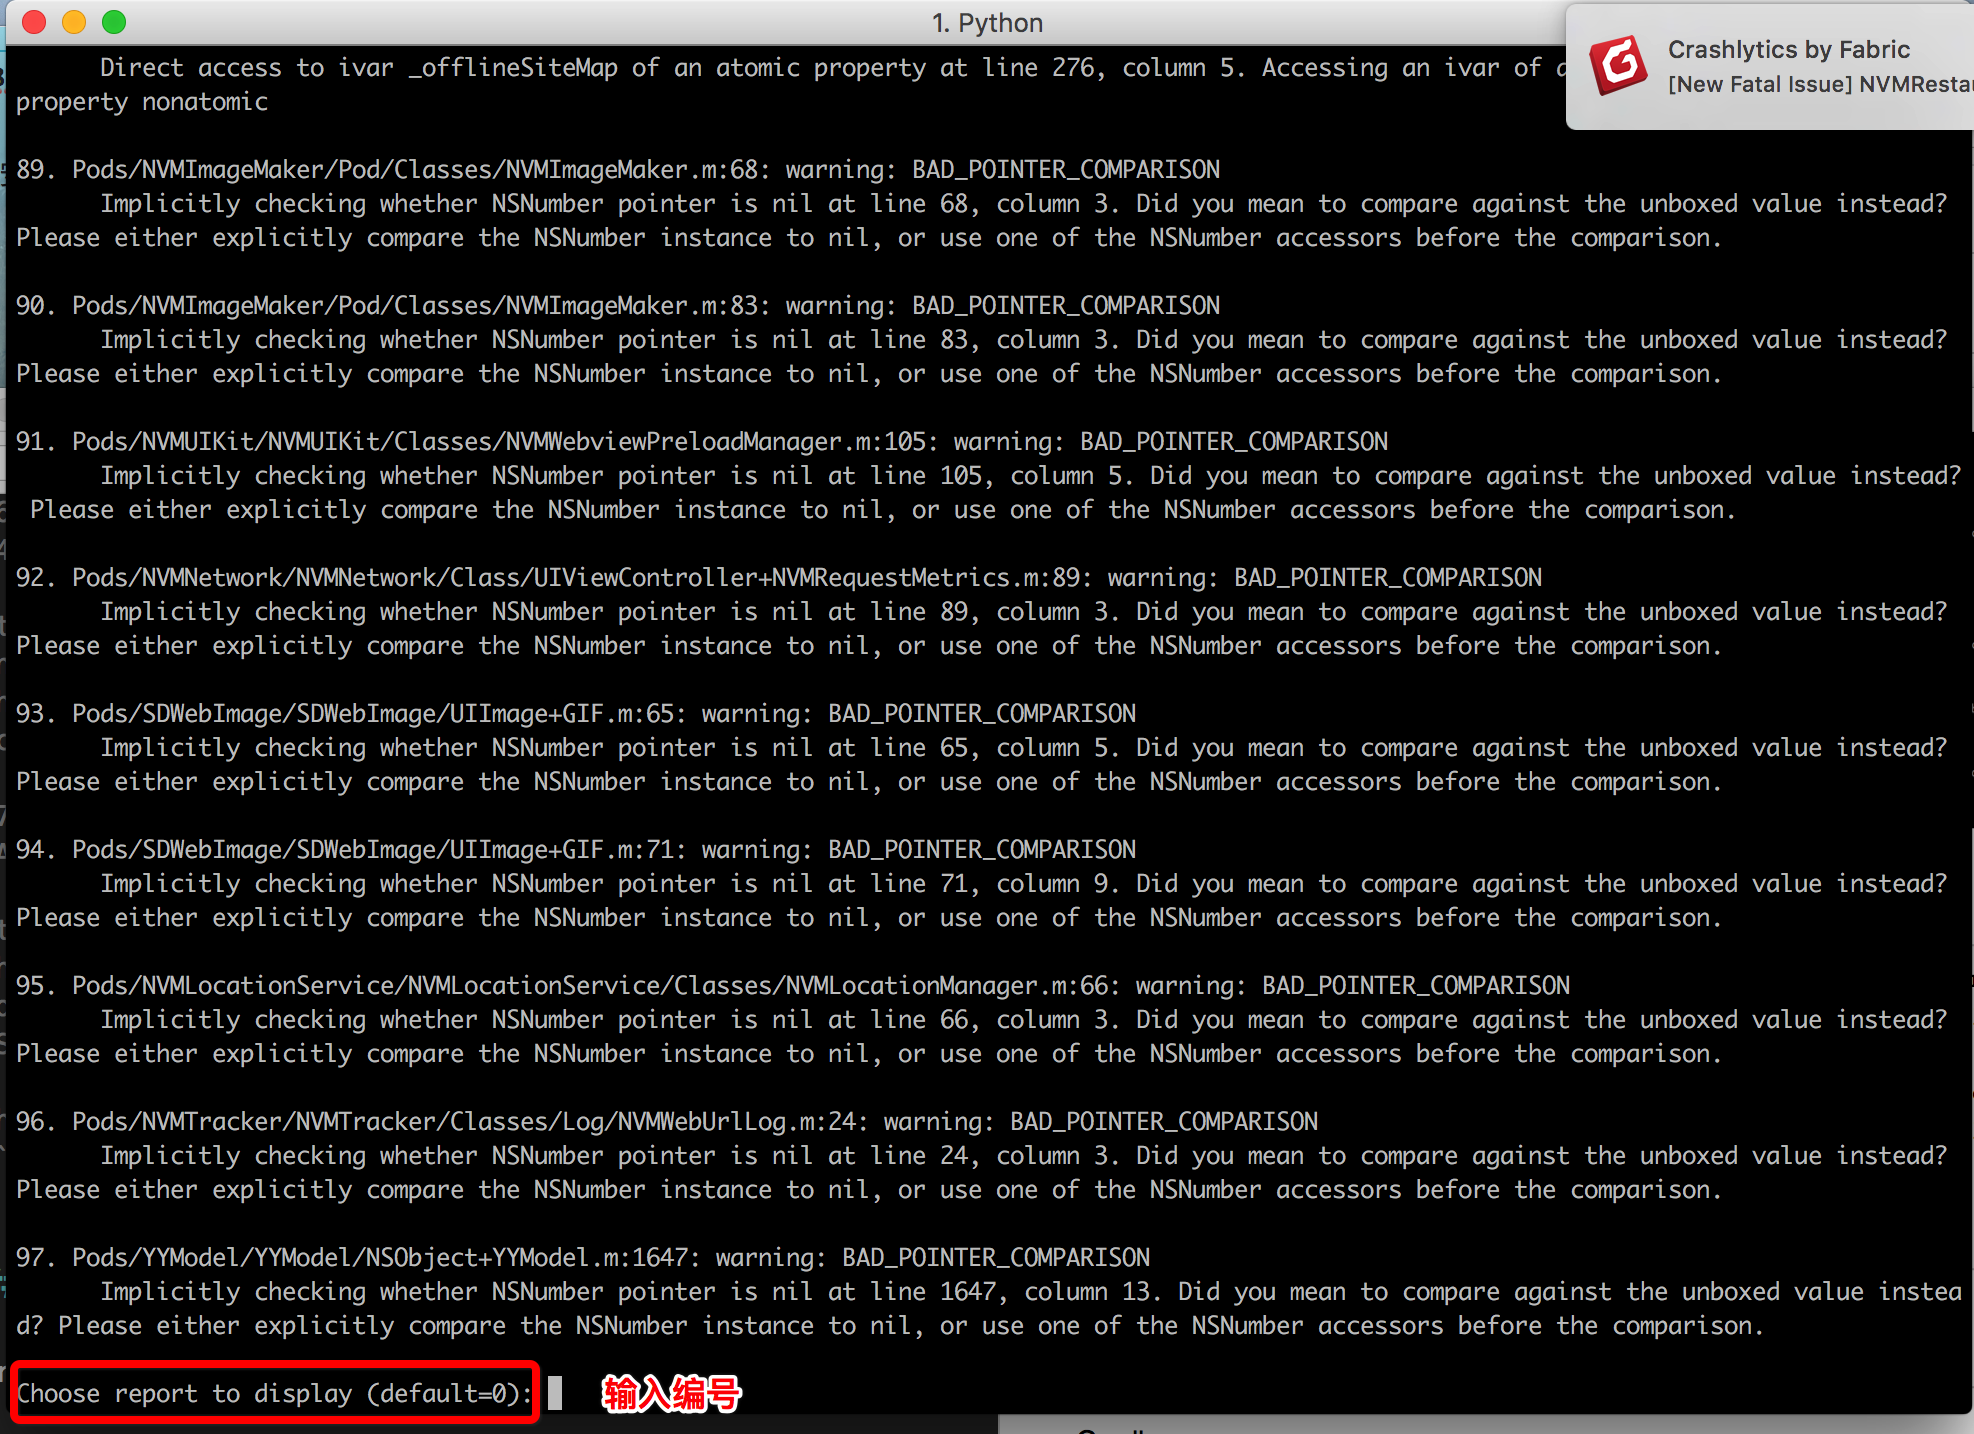 1. Python
Crashlytics by Fabric
[New Fatal Issue] NVMResta
Direct access to ivar _offlineSiteMap of an atomic property at line 276, column 5. Accessing an ivar of
property nonatomic
89. Pods/NVMImageMaker/Pod/Classes/NVMImageMaker.m:68: warning: BAD_POINTER_COMPARISON
Implicitly checking whether NSNumber pointer is nil at line 68, column 3. Did you mean to compare against the unboxed value instead?
Please either explicitly compare the NSNumber instance to nil, or use one of the NSNumber accessors before the comparison.
90. Pods/NVMImageMaker/Pod/Classes/NVMImageMaker.m:83: warning: BAD_POINTER_COMPARISON
Implicitly checking whether NSNumber pointer is nil at line 83, column 3. Did you mean to compare against the unboxed value instead?
Please either explicitly compare the NSNumber instance to nil, or use one of the NSNumber accessors before the comparison.
91. Pods/NVMUIKit/NVMUIKit/Classes/NVMWebviewPreloadManager.m:105: warning: BAD_POINTER_COMPARISON
Implicitly checking whether NSNumber pointer is nil at line 105, column 5. Did you mean to compare against the unboxed value instead?
Please either explicitly compare the NSNumber instance to nil, or use one of the NSNumber accessors before the comparison.
92. Pods/NVMNetwork/NVMNetwork/Class/UIViewController+NVMRequestMetrics.m:89: warning: BAD_POINTER_COMPARISON
Implicitly checking whether NSNumber pointer is nil at line 89, column 3. Did you mean to compare against the unboxed value instead?
Please either explicitly compare the NSNumber instance to nil, or use one of the NSNumber accessors before the comparison.
93. Pods/SDWebImage/SDWebImage/UIImage+GIF.m:65: warning: BAD_POINTER_COMPARISON
Implicitly checking whether NSNumber pointer is nil at line 65, column 5. Did you mean to compare against the unboxed value instead?
Please either explicitly compare the NSNumber instance to nil, or use one of the NSNumber accessors before the comparison.
94. Pods/SDWebImage/SDWebImage/UIImage+GIF.m:71: warning: BAD_POINTER_COMPARISON
Implicitly checking whether NSNumber pointer is nil at line 71, column 9. Did you mean to compare against the unboxed value instead?
Please either explicitly compare the NSNumber instance to nil, or use one of the NSNumber accessors before the comparison.
95. Pods/NVMLocationService/NVMLocationService/Classes/NVMLocationManager.m:66: warning: BAD_POINTER_COMPARISON
Implicitly checking whether NSNumber pointer is nil at line 66, column 3. Did you mean to compare against the unboxed value instead?
Please either explicitly compare the NSNumber instance to nil, or use one of the NSNumber accessors before the comparison.
96. Pods/NVMTracker/NVMTracker/Classes/Log/NVMWebUrlLog.m:24: warning: BAD_POINTER_COMPARISON
Implicitly checking whether NSNumber pointer is nil at line 24, column 3. Did you mean to compare against the unboxed value instead?
Please either explicitly compare the NSNumber instance to nil, or use one of the NSNumber accessors before the comparison.
97. Pods/YYModel/YYModel/NSObject+YYModel.m:1647: warning: BAD_POINTER_COMPARISON
Implicitly checking whether NSNumber pointer is nil at line 1647, column 13. Did you mean to compare against the unboxed value instea
d? Please either explicitly compare the NSNumber instance to nil, or use one of the NSNumber accessors before the comparison.
Choose report to display (default=0): 输入编号